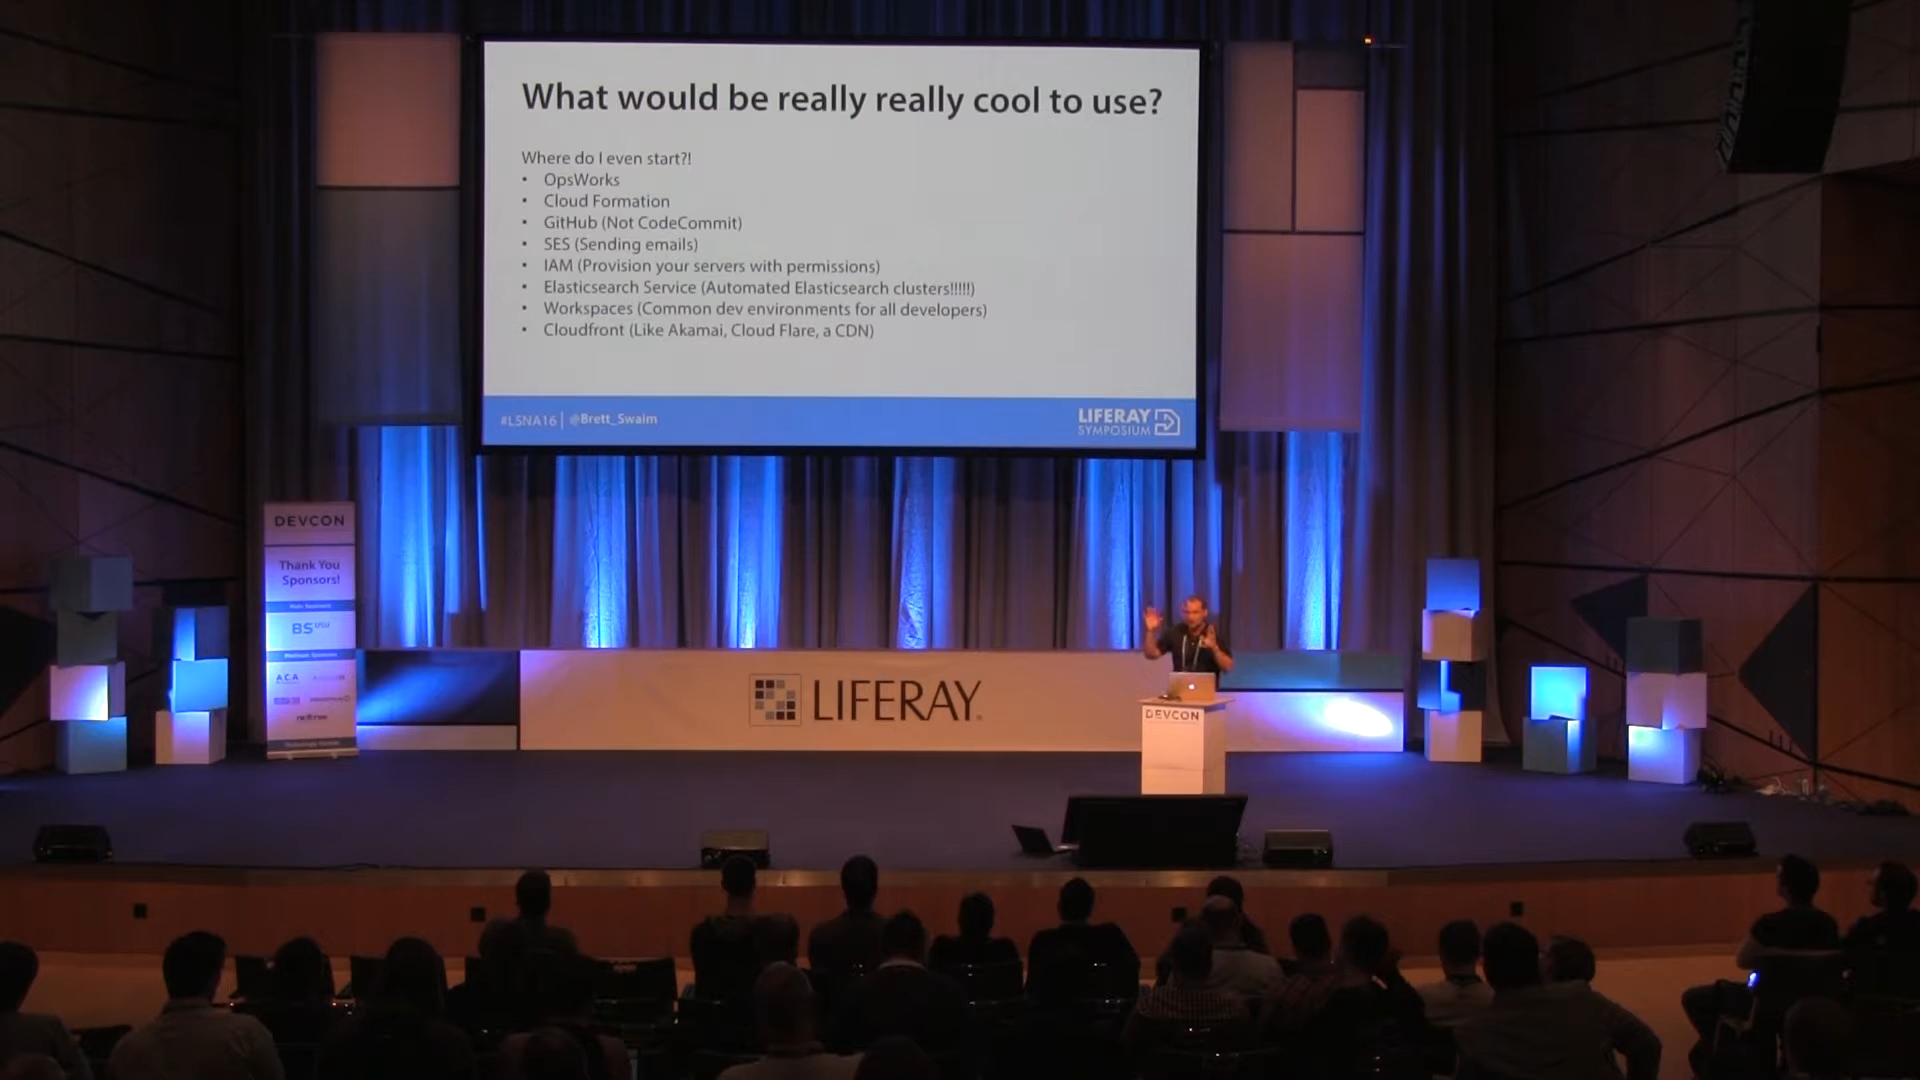 What would be really really cool to use?
Where do I even start?!
• OpsWorks
• Cloud Formation
• GitHub (Not CodeCommit)
• SES (Sending emails)
• IAM (Provision your servers with permissions)
• Elasticsearch Service (Automated Elasticsearch clusters!!!!!)
• Workspaces (Common dev environments for all developers)
• Cloudfront (Like Akamai, Cloud Flare, a CDN)
#LSNA16 | @Brett_Swaim
LIFERAY
SYMPOSIUM
DEVCON
Thank You
Sponsors!
BS
ACA
LIFERAY
DEVCON